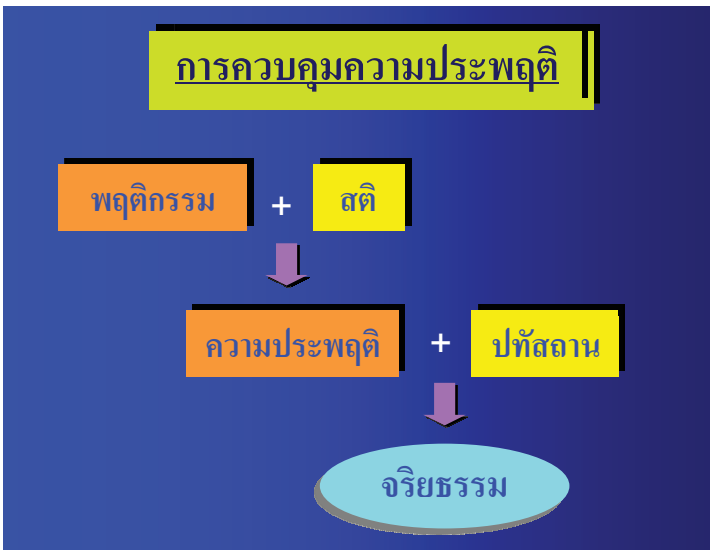 การควบคุมความประพฤติ
พฤติกรรม + สติ
ความประพฤติ + ปทัสถาน
จริยธรรม